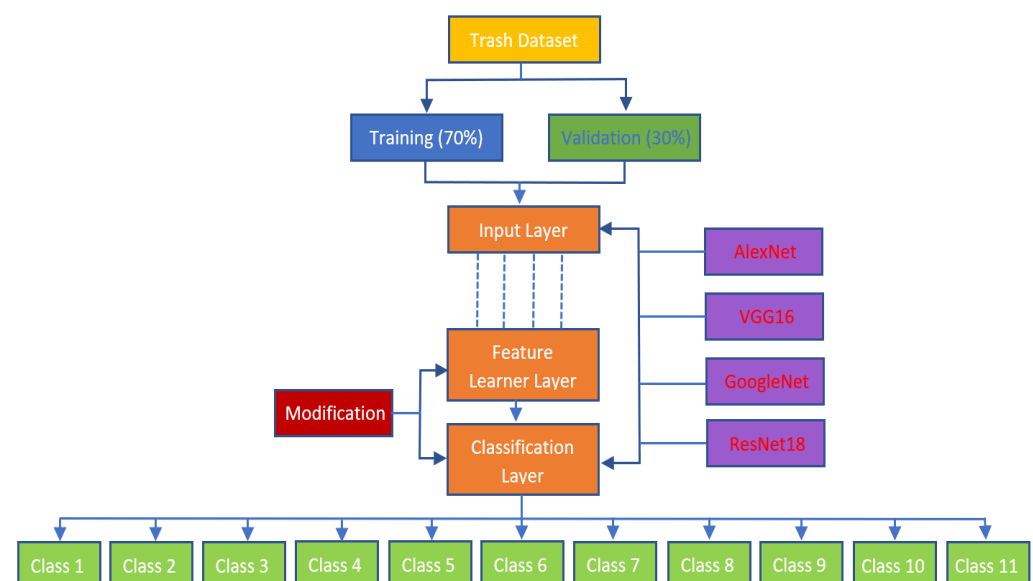 Trash Dataset
Training (70%)
Validation (30%)
Input Layer
AlexNet
VGG16
Feature
Learner Layer
GoogleNet
Modification
Classification
Layer
ResNet18
Class 1
Class 2
Class 3
Class 4
Class 5
Class 6
Class 7
Class 8
Class 9
Class 10
Class 11